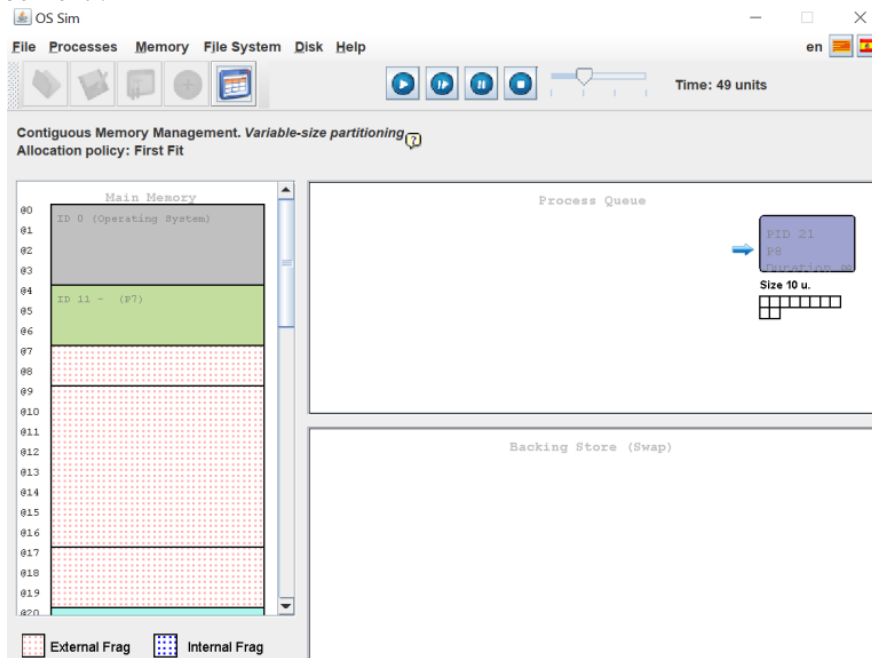 OS Sim
File Processes Memory File System Disk Help
en
Time: 49 units
Contiguous Memory Management. Variable-size partitioning
Allocation policy: First Fit
Main Memory
Process Queue
@0
ID 0 (Operating System)
@1
PID 21
@2
P8
@3
Duration ∞
@4
Size 10 u.
ID 11 - (P7)
@5
@6
@7
@8
@9
@10
@11
@12
Backing Store (Swap)
@13
@14
@15
@16
@17
@18
@19
@20
External Frag
Internal Frag